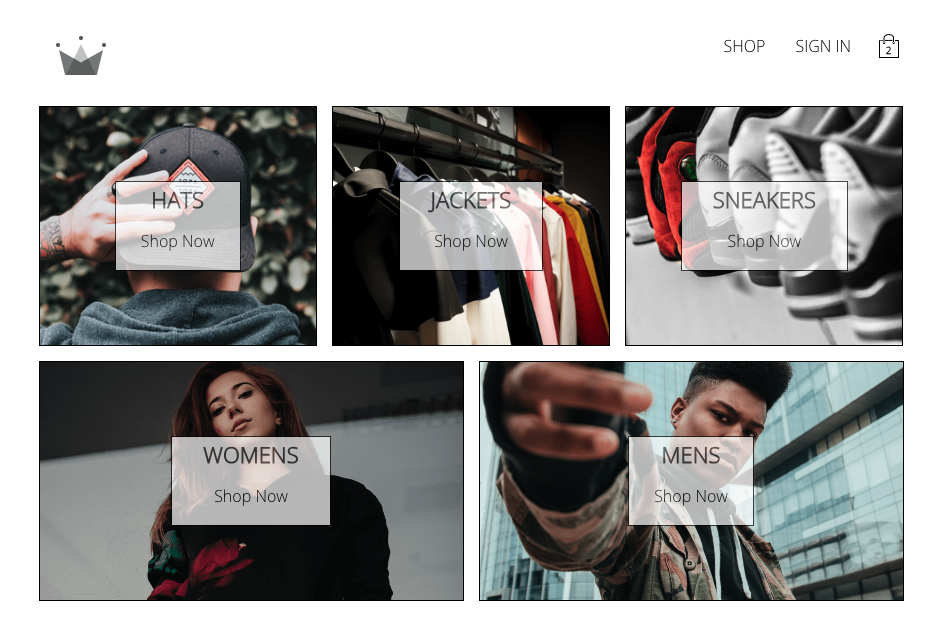 SHOP
SIGN IN
2
HATS
Shop Now
JACKETS
Shop Now
SNEAKERS
Shop Now
WOMENS
Shop Now
MENS
Shop Now